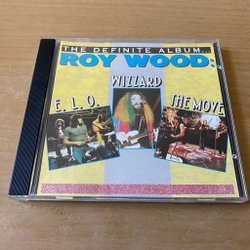 THE DEFINITE ALBUM...
ROY WOOD:
WIZZARD
E. L. O.
THE MOVE